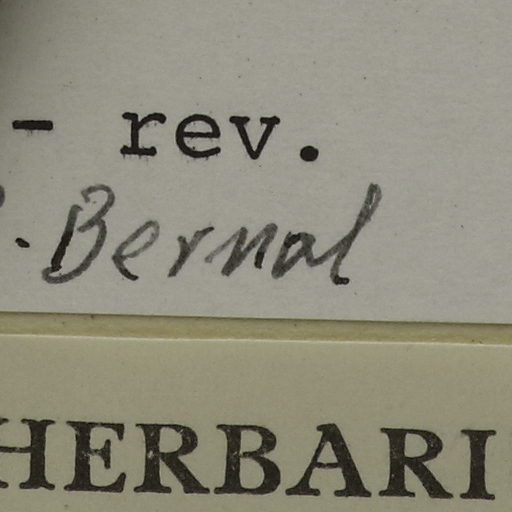 - rev.
. Bernal
HERBARI